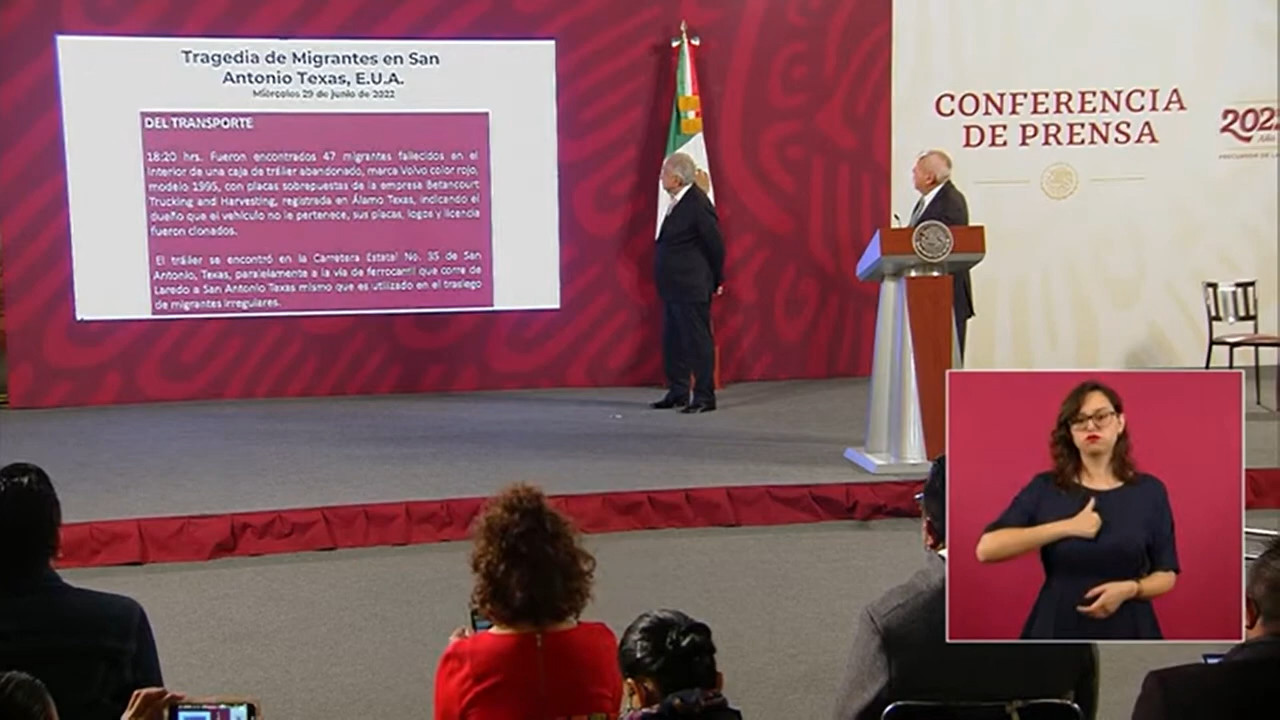 Tragedia de Migrantes en San
Antonio Texas, E.U.A.
Miércoles 29 de junio de 2022
DEL TRANSPORTE
18:20 hrs. Fueron encontrados 47 migrantes fallecidos en el
interior de una caja de tráiler abandonado, marca Volvo color rojo,
modelo 1995, con placas sobrepuestas de la empresa Betancourt
Trucking and Harvesting, registrada en Álamo Texas, indicando el
dueño que el vehículo no le pertenece, sus placas, logos y licencia
fueron clonados.
El tráiler se encontró en la Carretera Estatal No. 35 de San
Antonio, Texas, paralelamente a la vía de ferrocarril que corre de
Laredo a San Antonio Texas mismo que es utilizado en el trasiego
de migrantes irregulares.
CONFERENCIA
DE PRENSA
202
Año